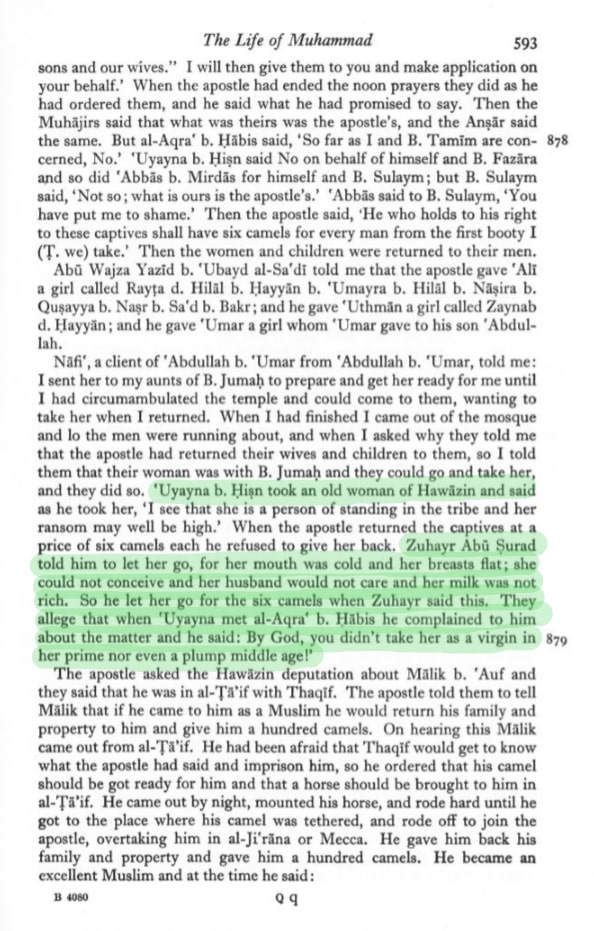 The Life of Muhammad 593
sons and our wives." I will then give them to you and make application on
your behalf.' When the apostle had ended the noon prayers they did as he
had ordered them, and he said what he had promised to say. Then the
Muhājirs said that what was theirs was the apostle's, and the Anṣār said
the same. But al-Aqra' b. Ḥābis said, 'So far as I and B. Tamīm are con- 878
cerned, No.' 'Uyayna b. Ḥiṣn said No on behalf of himself and B. Fazāra
and so did 'Abbās b. Mirdās for himself and B. Sulaym; but B. Sulaym
said, 'Not so; what is ours is the apostle's.' 'Abbās said to B. Sulaym, 'You
have put me to shame.' Then the apostle said, 'He who holds to his right
to these captives shall have six camels for every man from the first booty I
(Ṭ. we) take.' Then the women and children were returned to their men.
Abū Wajza Yazīd b. 'Ubayd al-Sa'dī told me that the apostle gave 'Alī
a girl called Rayṭa d. Hilāl b. Ḥayyān b. 'Umayra b. Hilāl b. Nāṣira b.
Quṣayya b. Naṣr b. Sa'd b. Bakr; and he gave 'Uthmān a girl called Zaynab
d. Ḥayyān; and he gave 'Umar a girl whom 'Umar gave to his son 'Abdul-
lah.
Nāfi', a client of 'Abdullah b. 'Umar from 'Abdullah b. 'Umar, told me:
I sent her to my aunts of B. Jumaḥ to prepare and get her ready for me until
I had circumambulated the temple and could come to them, wanting to
take her when I returned. When I had finished I came out of the mosque
and lo the men were running about, and when I asked why they told me
that the apostle had returned their wives and children to them, so I told
them that their woman was with B. Jumaḥ and they could go and take her,
and they did so. 'Uyayna b. Ḥiṣn took an old woman of Hawāzin and said
as he took her, 'I see that she is a person of standing in the tribe and her
ransom may well be high.' When the apostle returned the captives at a
price of six camels each he refused to give her back. Zuhayr Abū Ṣurad
told him to let her go, for her mouth was cold and her breasts flat; she
could not conceive and her husband would not care and her milk was not
rich. So he let her go for the six camels when Zuhayr said this. They
allege that when 'Uyayna met al-Aqra' b. Ḥābis he complained to him
about the matter and he said: By God, you didn't take her as a virgin in 879
her prime nor even a plump middle age!'
The apostle asked the Hawāzin deputation about Mālik b. 'Auf and
they said that he was in al-Ṭā'if with Thaqīf. The apostle told them to tell
Mālik that if he came to him as a Muslim he would return his family and
property to him and give him a hundred camels. On hearing this Mālik
came out from al-Ṭā'if. He had been afraid that Thaqīf would get to know
what the apostle had said and imprison him, so he ordered that his camel
should be got ready for him and that a horse should be brought to him in
al-Ṭā'if. He came out by night, mounted his horse, and rode hard until he
got to the place where his camel was tethered, and rode off to join the
apostle, overtaking him in al-Ji'rāna or Mecca. He gave him back his
family and property and gave him a hundred camels. He became an
excellent Muslim and at the time he said:
B 4080 Q q